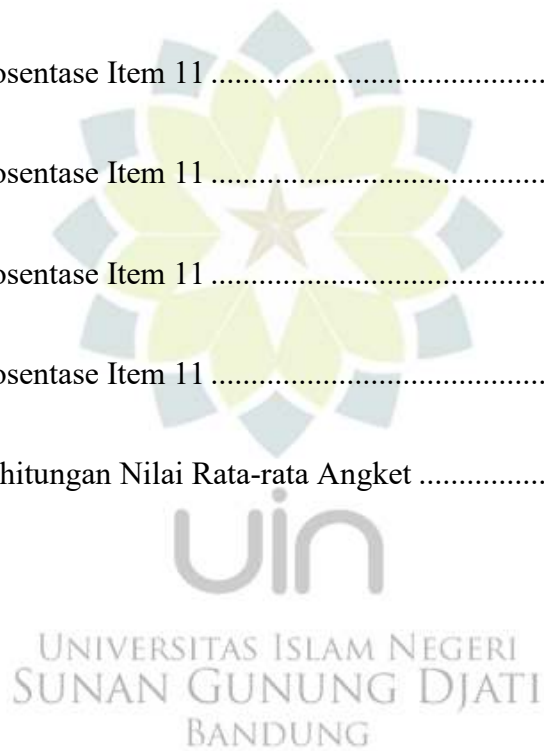 osentase Item 11 ..............................................
osentase Item 11 ..............................................
osentase Item 11 ..............................................
osentase Item 11 ..............................................
hitungan Nilai Rata-rata Angket .................
uin
UNIVERSITAS ISLAM NEGERI
SUNAN GUNUNG DJATI
BANDUNG